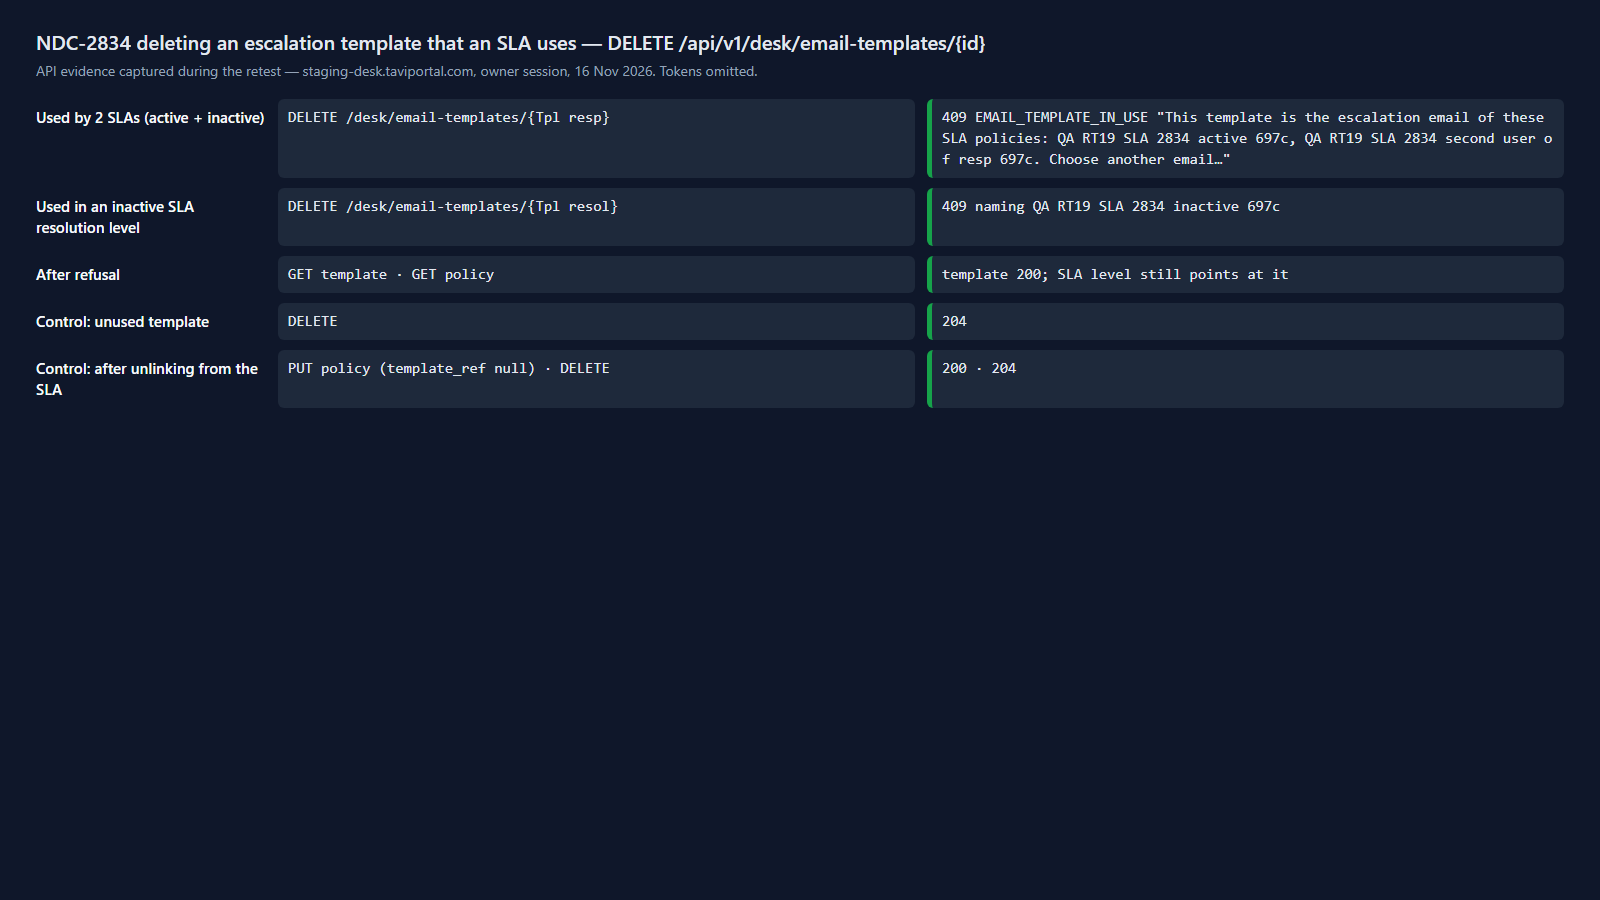 NDC-2834 deleting an escalation template that an SLA uses — DELETE /api/v1/desk/email-templates/{id}
API evidence captured during the retest — staging-desk.taviportal.com, owner session, 16 Nov 2026. Tokens omitted.
Used by 2 SLAs (active + inactive)
DELETE /desk/email-templates/{Tpl resp}
409 EMAIL_TEMPLATE_IN_USE "This template is the escalation email of these
SLA policies: QA RT19 SLA 2834 active 697c, QA RT19 SLA 2834 second user o
f resp 697c. Choose another email…"
Used in an inactive SLA
resolution level
DELETE /desk/email-templates/{Tpl resol}
409 naming QA RT19 SLA 2834 inactive 697c
After refusal
GET template · GET policy
template 200; SLA level still points at it
Control: unused template
DELETE
204
Control: after unlinking from the
SLA
PUT policy (template_ref null) · DELETE
200 · 204